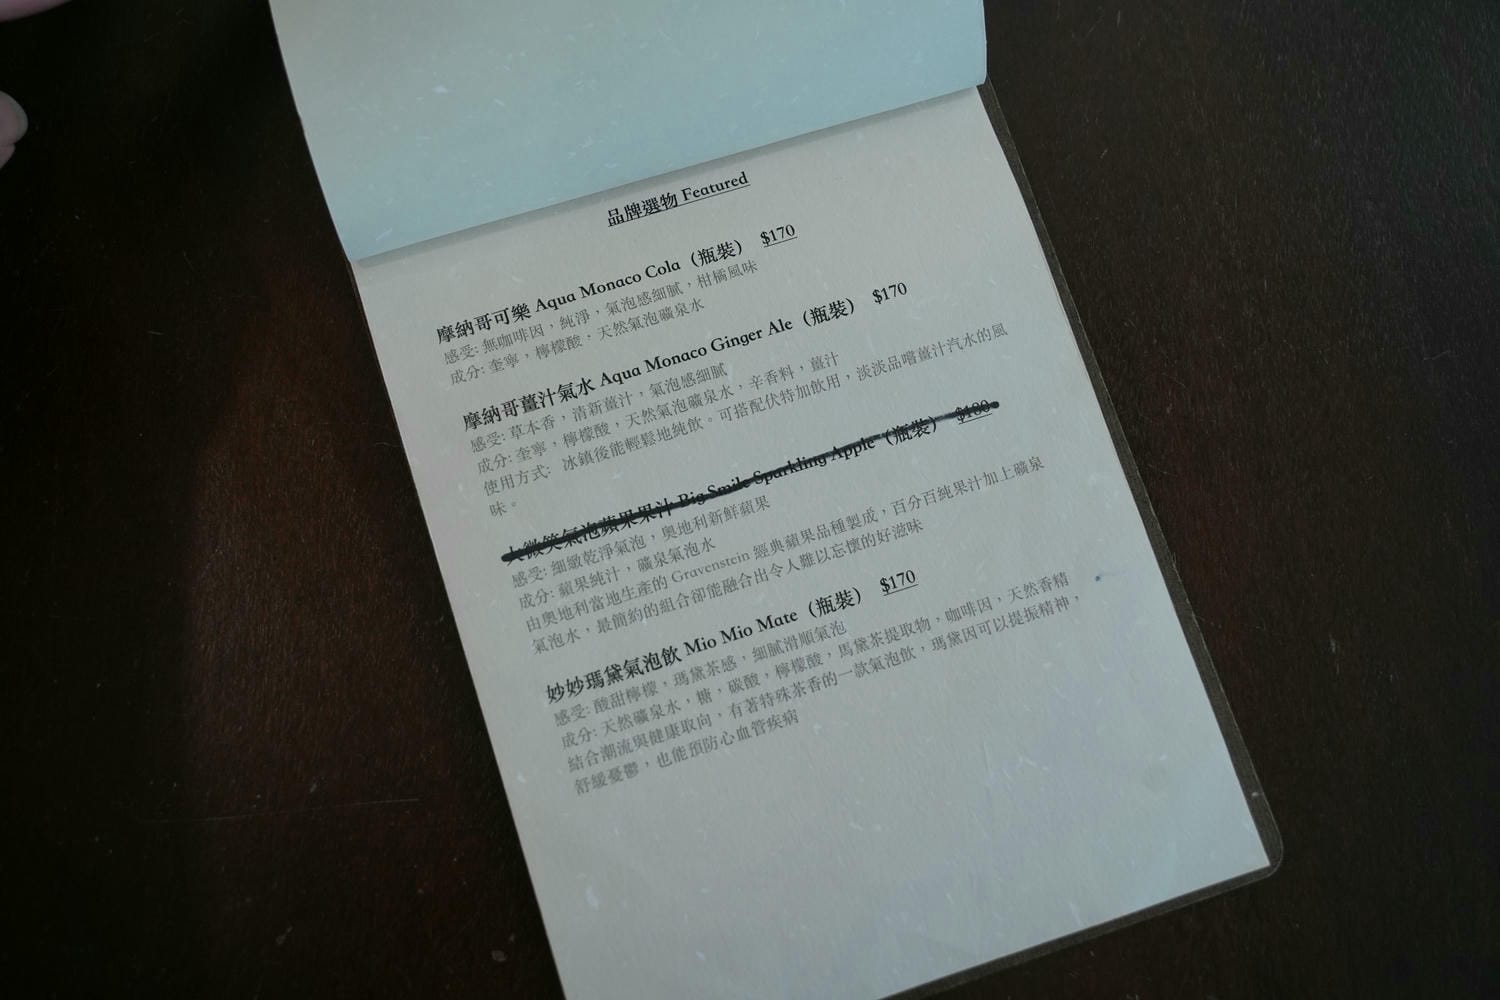 品牌選物 Featured
摩納哥可樂 Aqua Monaco Cola（瓶裝） $170
感受: 無咖啡因，純淨，氣泡感細膩，柑橘風味
成分: 奎寧，檸檬酸，天然氣泡礦泉水
摩納哥薑汁氣水 Aqua Monaco Ginger Ale（瓶裝） $170
感受: 草本香，清新薑汁，氣泡感細膩
成分: 奎寧，檸檬酸，天然氣泡礦泉水，辛香料，薑汁
使用方式: 冰鎮後能輕鬆地純飲。可搭配伏特加飲用，淡淡品嚐薑汁汽水的風
味。
大微笑氣泡蘋果果汁 Big Smile Sparkling Apple（瓶裝） $180
感受: 細緻乾淨氣泡，奧地利新鮮蘋果
成分: 蘋果純汁，礦泉氣泡水
由奧地利當地生產的 Gravenstein 經典蘋果品種製成，百分百純果汁加上礦泉
氣泡水，最簡約的組合卻能融合出令人難以忘懷的好滋味
妙妙瑪黛氣泡飲 Mio Mio Mate（瓶裝） $170
感受: 酸甜檸檬，瑪黛茶感，細膩滑順氣泡
成分: 天然礦泉水，糖，碳酸，檸檬酸，馬黛茶提取物，咖啡因，天然香精
結合潮流與健康取向，有著特殊茶香的一款氣泡飲，瑪黛因可以提振精神，
舒緩憂鬱，也能預防心血管疾病